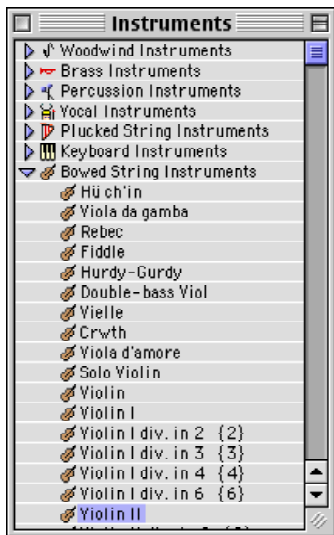 Instruments
Woodwind Instruments
Brass Instruments
Percussion Instruments
Vocal Instruments
Plucked String Instruments
Keyboard Instruments
Bowed String Instruments
Hü ch'in
Viola da gamba
Rebec
Fiddle
Hurdy-Gurdy
Double-bass Viol
Vielle
Crwth
Viola d'amore
Solo Violin
Violin
Violin I
Violin I div. in 2 {2}
Violin I div. in 3 {3}
Violin I div. in 4 {4}
Violin I div. in 6 {6}
Violin II